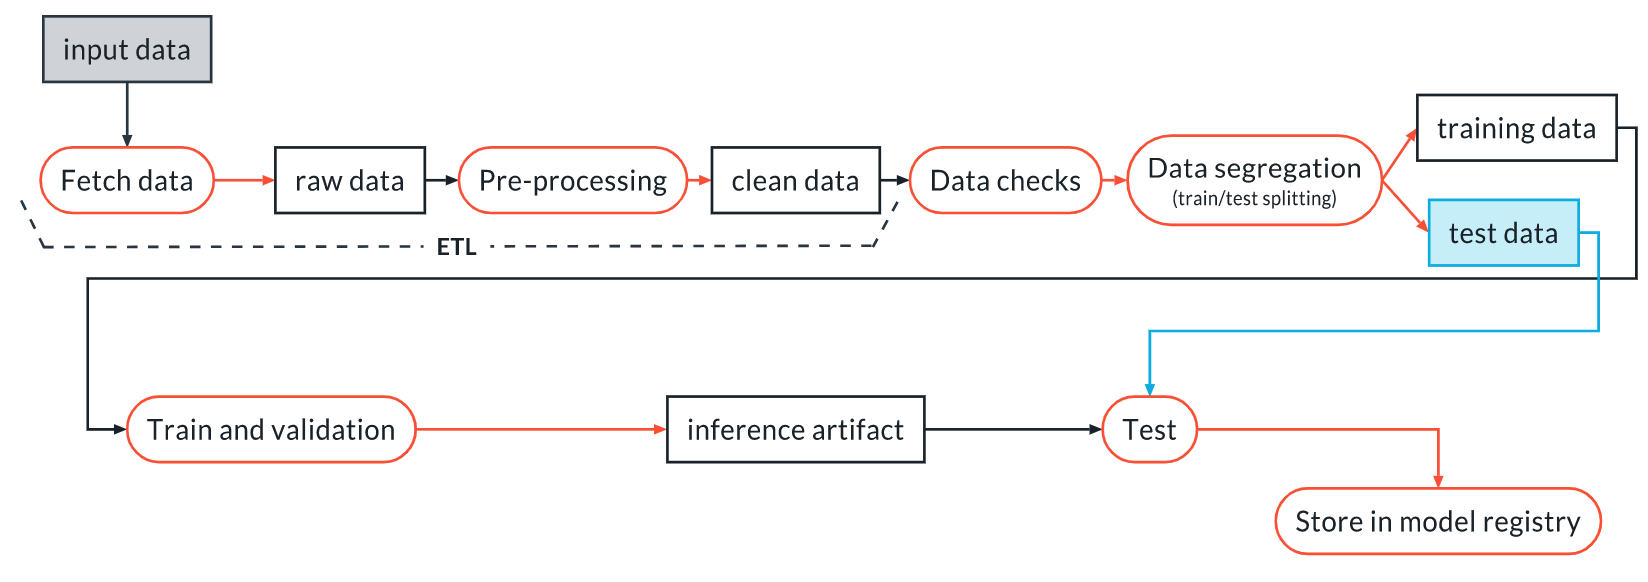 input data
Fetch data
raw data
Pre-processing
clean data
Data checks
Data segregation
(train/test splitting)
training data
test data
ETL
Train and validation
inference artifact
Test
Store in model registry